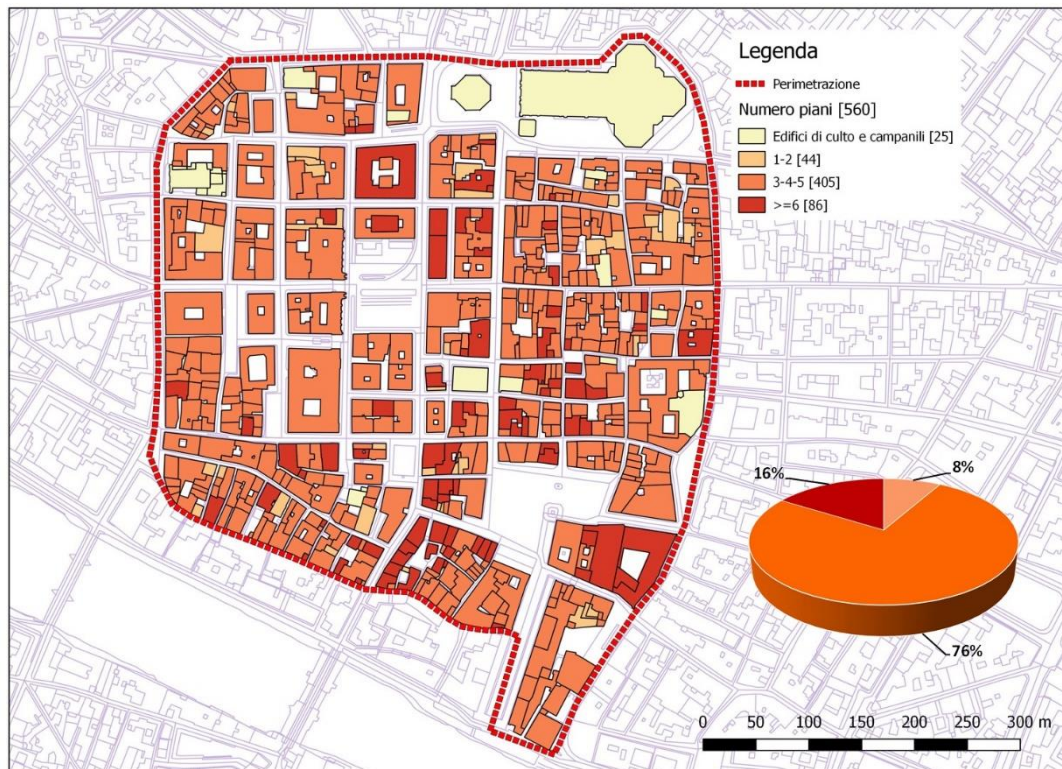 Legenda
Perimetrazione
Numero piani [560]
Edifici di culto e campanili [25]
1-2 [44]
3-4-5 [405]
>=6 [86]
16%
8%
76%
0 50 100 150 200 250 300 m